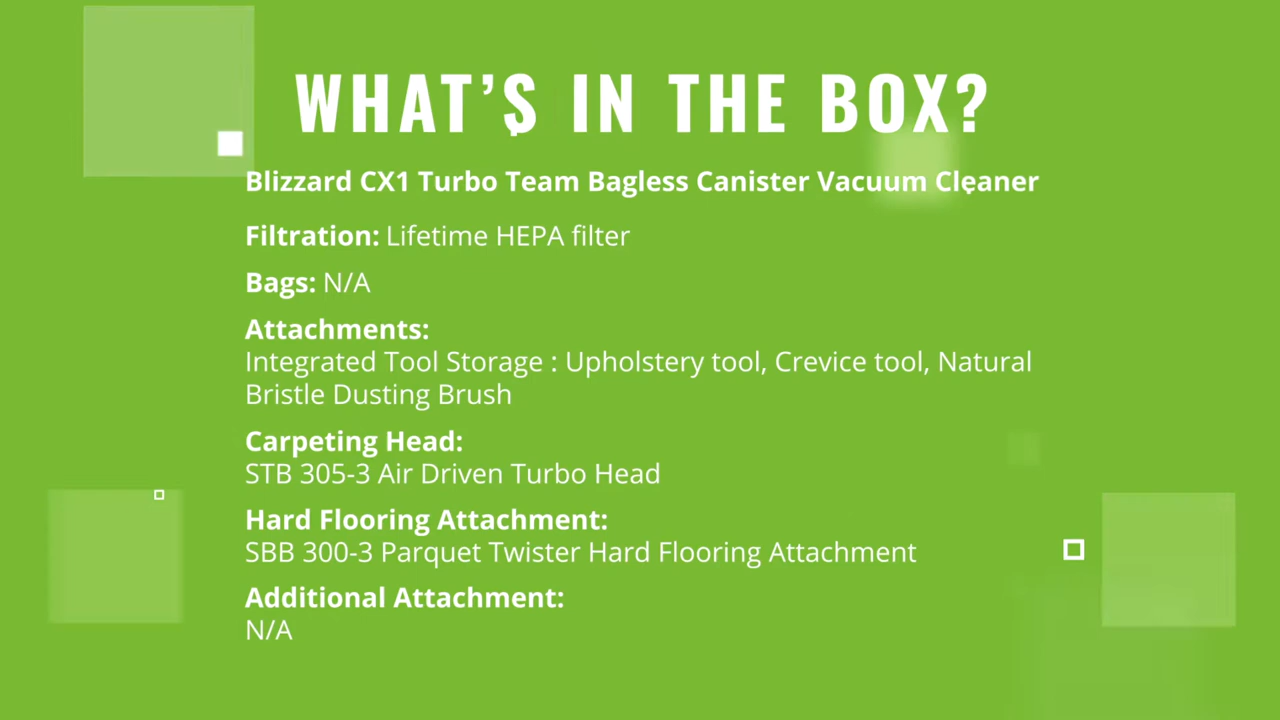 WHAT’S IN THE BOX?
Blizzard CX1 Turbo Team Bagless Canister Vacuum Cleaner
Filtration: Lifetime HEPA filter
Bags: N/A
Attachments:
Integrated Tool Storage : Upholstery tool, Crevice tool, Natural
Bristle Dusting Brush
Carpeting Head:
STB 305-3 Air Driven Turbo Head
Hard Flooring Attachment:
SBB 300-3 Parquet Twister Hard Flooring Attachment
Additional Attachment:
N/A